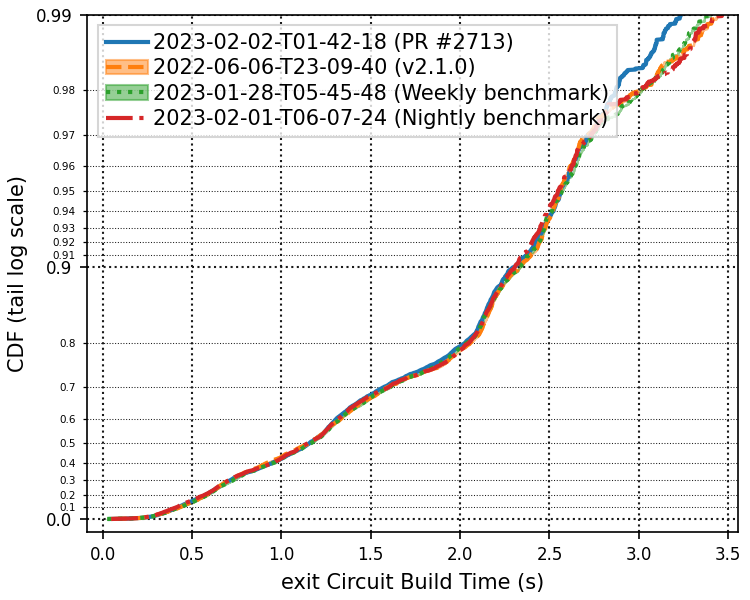 0.99
2023-02-02-T01-42-18 (PR #2713)
2022-06-06-T23-09-40 (v2.1.0)
2023-01-28-T05-45-48 (Weekly benchmark)
2023-02-01-T06-07-24 (Nightly benchmark)
0.98
0.97
0.96
0.95
0.94
0.93
0.92
0.91
0.9
0.8
0.7
0.6
0.5
0.4
0.3
0.2
0.1
0.0
CDF (tail log scale)
0.0 0.5 1.0 1.5 2.0 2.5 3.0 3.5
exit Circuit Build Time (s)